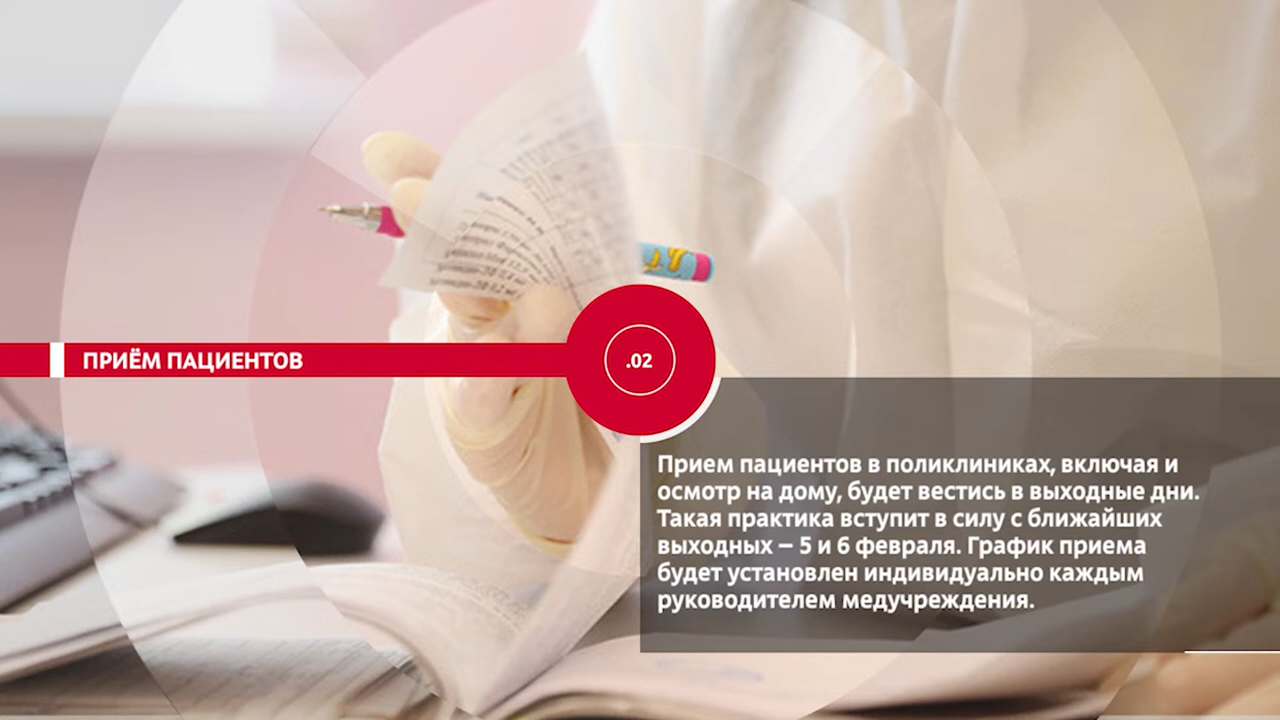 ПРИЁМ ПАЦИЕНТОВ
.02
Прием пациентов в поликлиниках, включая и
осмотр на дому, будет вестись в выходные дни.
Такая практика вступит в силу с ближайших
выходных – 5 и 6 февраля. График приема
будет установлен индивидуально каждым
руководителем медучреждения.